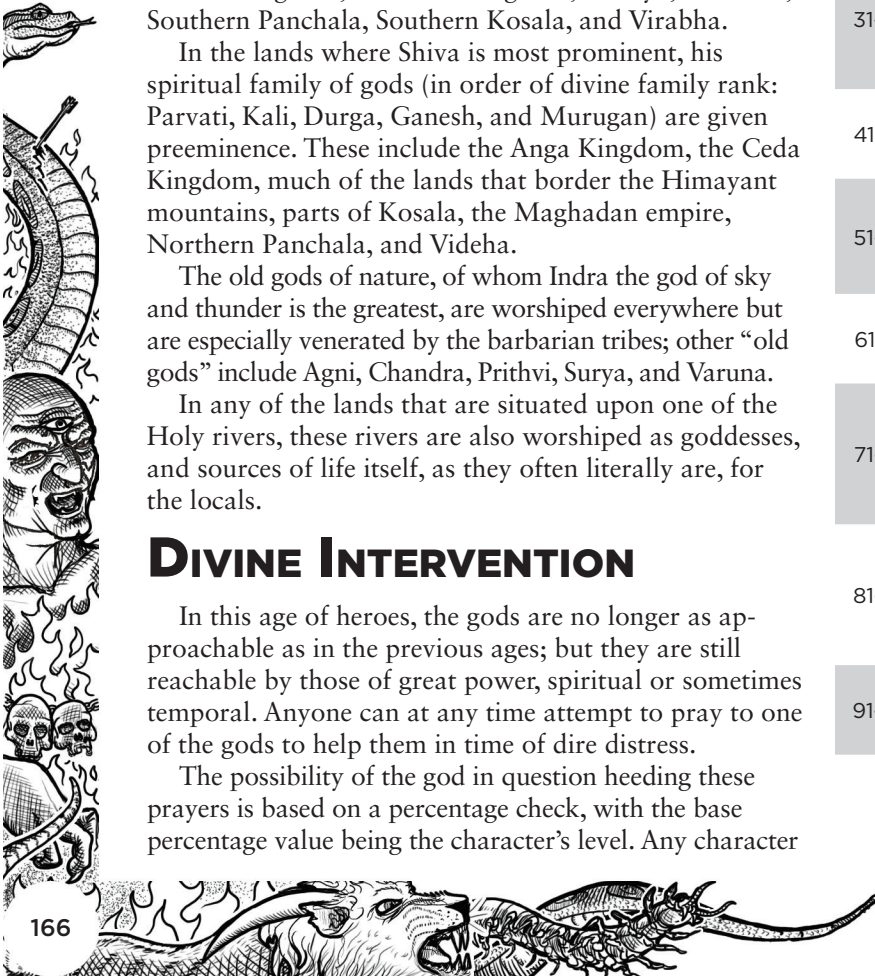 Southern Panchala, Southern Kosala, and Virabha.
In the lands where Shiva is most prominent, his
spiritual family of gods (in order of divine family rank:
Parvati, Kali, Durga, Ganesh, and Murugan) are given
preeminence. These include the Anga Kingdom, the Ceda
Kingdom, much of the lands that border the Himayant
mountains, parts of Kosala, the Maghadan empire,
Northern Panchala, and Videha.
The old gods of nature, of whom Indra the god of sky
and thunder is the greatest, are worshiped everywhere but
are especially venerated by the barbarian tribes; other “old
gods” include Agni, Chandra, Prithvi, Surya, and Varuna.
In any of the lands that are situated upon one of the
Holy rivers, these rivers are also worshiped as goddesses,
and sources of life itself, as they often literally are, for
the locals.
Divine Intervention
In this age of heroes, the gods are no longer as ap-
proachable as in the previous ages; but they are still
reachable by those of great power, spiritual or sometimes
temporal. Anyone can at any time attempt to pray to one
of the gods to help them in time of dire distress.
The possibility of the god in question heeding these
prayers is based on a percentage check, with the base
percentage value being the character’s level. Any character
166
31
41
51
61
71
81
91